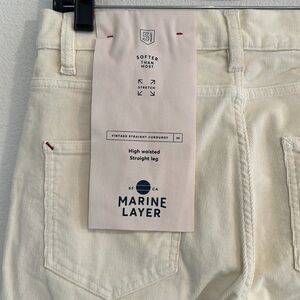 SOFTER
THAN
MOST
STRETCH
VINTAGE STRAIGHT CORDUROY
High waisted
Straight leg
SF CA
MARINE
LAYER